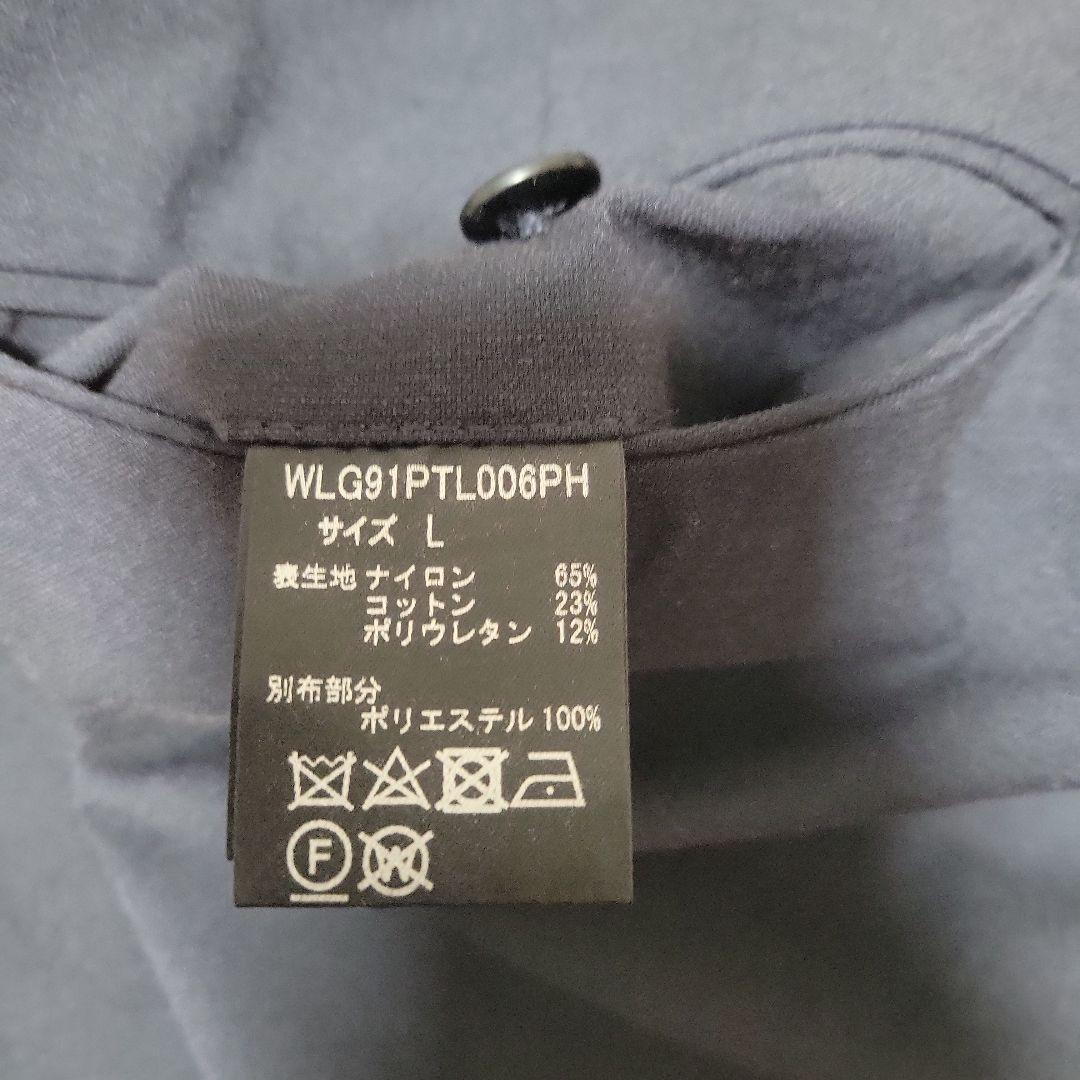 WLG91PTL006PH
サイズ L
表生地 ナイロン 65%
コットン 23%
ポリウレタン 12%
別布部分
ポリエステル 100%
F W